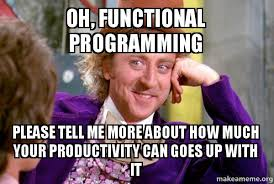 OH, FUNCTIONAL
PROGRAMMING
PLEASE TELL ME MORE ABOUT HOW MUCH
YOUR PRODUCTIVITY CAN GOES UP WITH
IT
makeameme.org